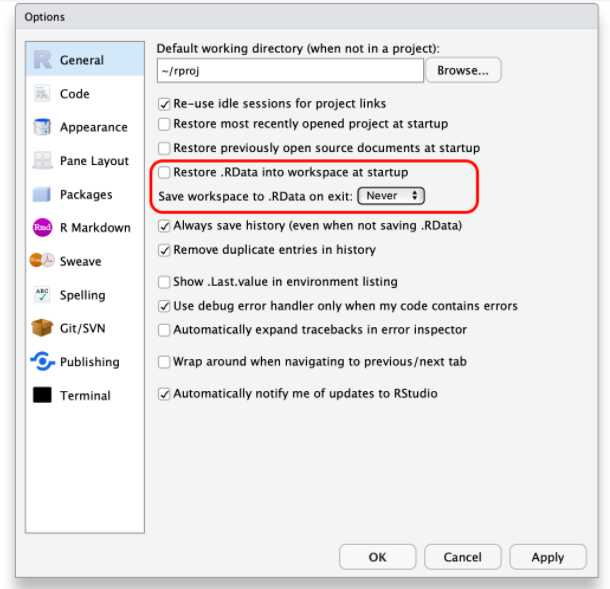 Options
General
Code
Appearance
Pane Layout
Packages
Rmd R Markdown
Sweave
ABC Spelling
Git/SVN
Publishing
Terminal
Default working directory (when not in a project):
~/rproj Browse...
Re-use idle sessions for project links
Restore most recently opened project at startup
Restore previously open source documents at startup
Restore .RData into workspace at startup
Save workspace to .RData on exit: Never
Always save history (even when not saving .RData)
Remove duplicate entries in history
Show .Last.value in environment listing
Use debug error handler only when my code contains errors
Automatically expand tracebacks in error inspector
Wrap around when navigating to previous/next tab
Automatically notify me of updates to RStudio
OK Cancel Apply